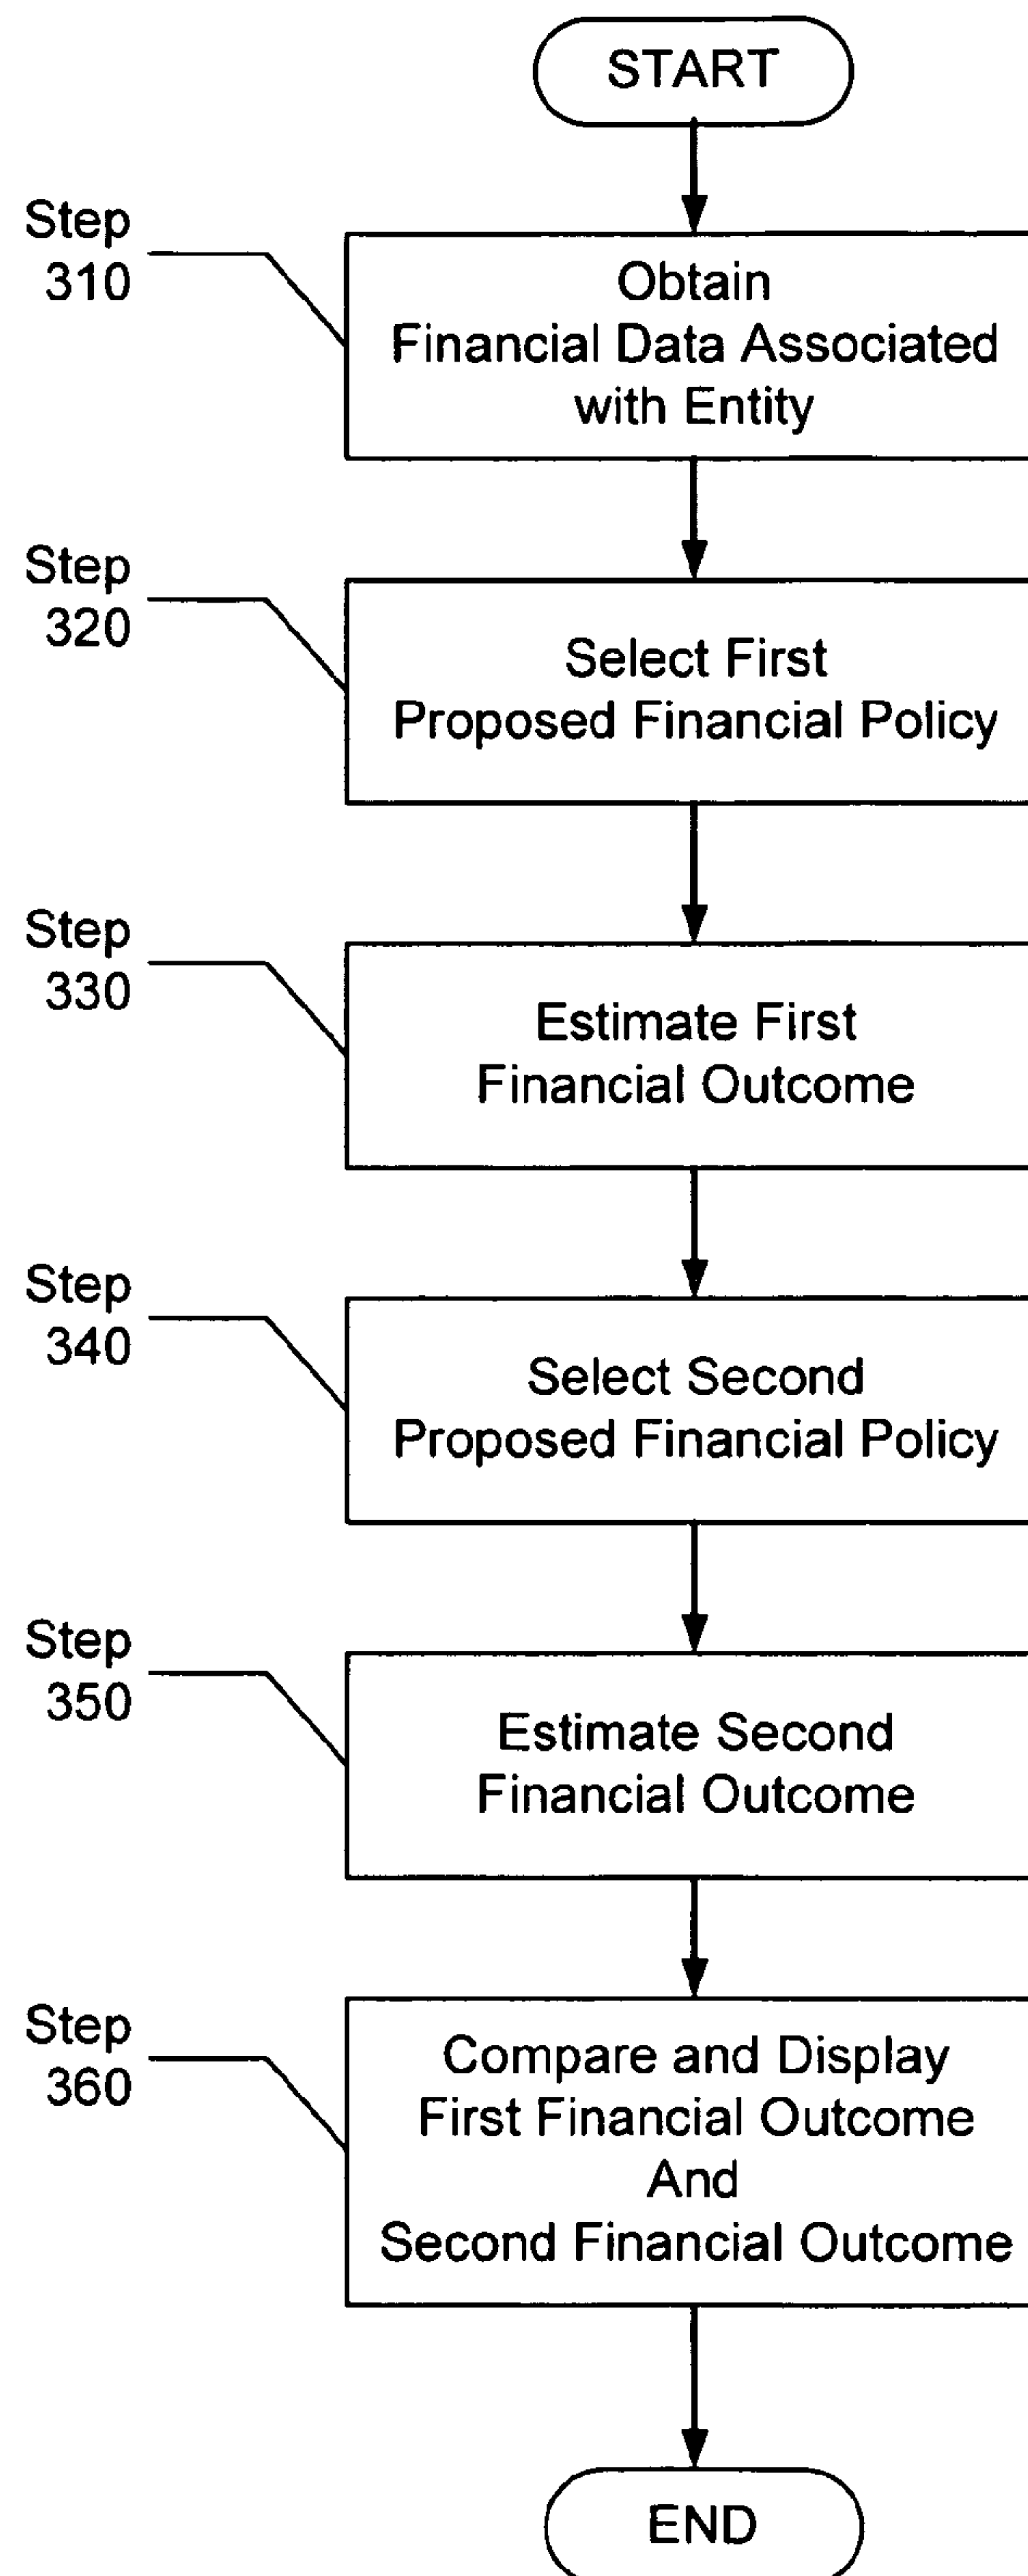 START
Step
310
Obtain
Financial Data Associated
with Entity
Step
320
Select First
Proposed Financial Policy
Step
330
Estimate First
Financial Outcome
Step
340
Select Second
Proposed Financial Policy
Step
350
Estimate Second
Financial Outcome
Step
360
Compare and Display
First Financial Outcome
And
Second Financial Outcome
END